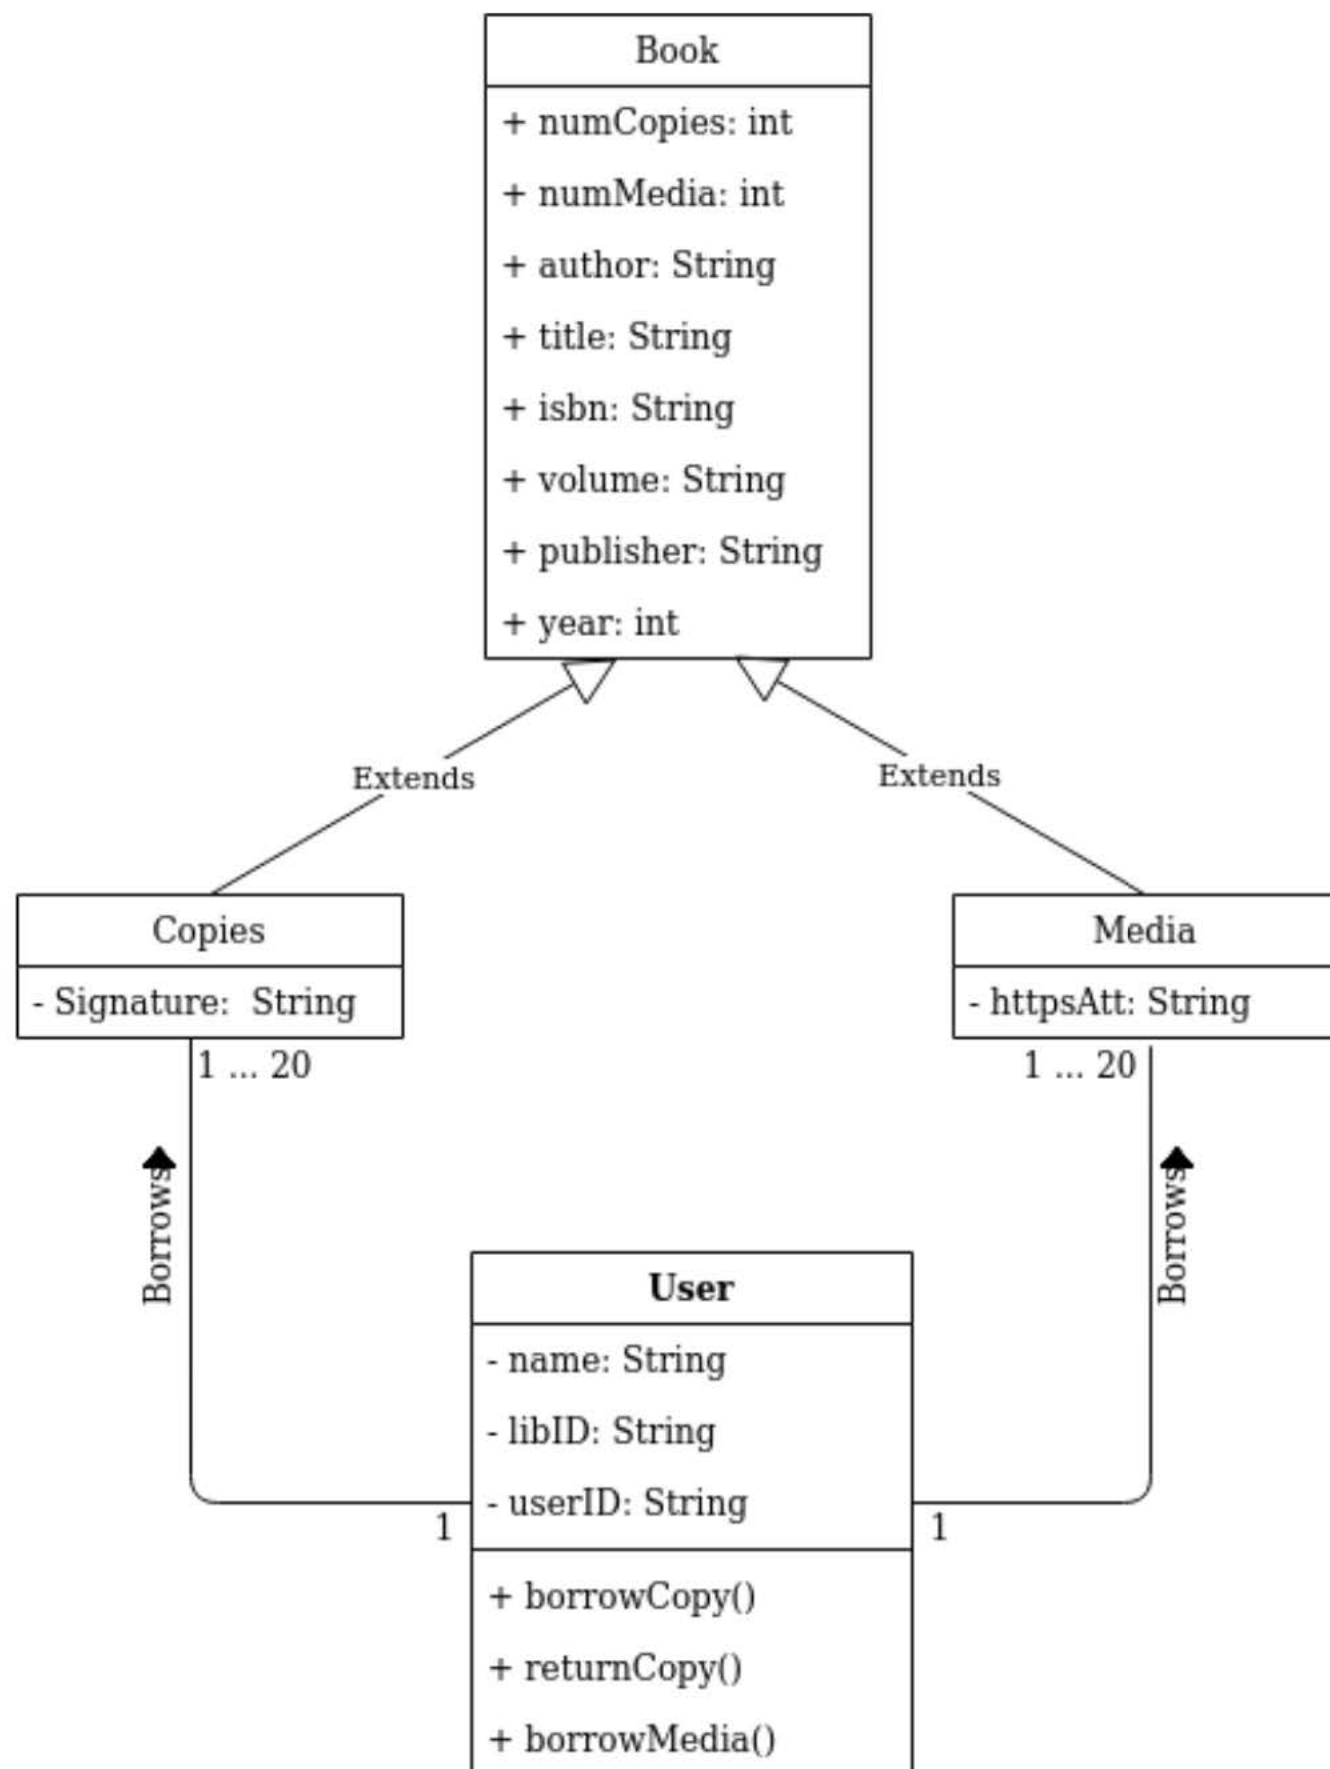 Book
+ numCopies: int
+ numMedia: int
+ author: String
+ title: String
+ isbn: String
+ volume: String
+ publisher: String
+ year: int
Extends
Extends
Copies
- Signature:  String
1 ... 20
Media
- httpsAtt: String
1 ... 20
Borrows
Borrows
User
- name: String
- libID: String
- userID: String
1
1
+ borrowCopy()
+ returnCopy()
+ borrowMedia()